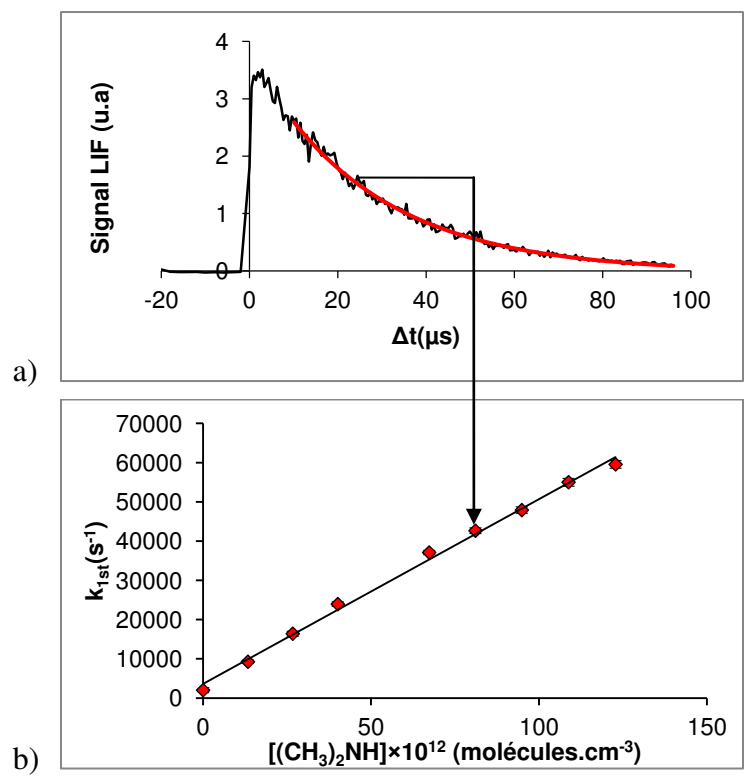 4
3
2
1
0
-20 0 20 40 60 80 100
Signal LIF (u.a)
Δt(µs)
a)
70000
60000
50000
40000
30000
20000
10000
0
0 50 100 150
k1st(s-1)
[(CH3)2NH]×10^12 (molécules.cm-3)
b)